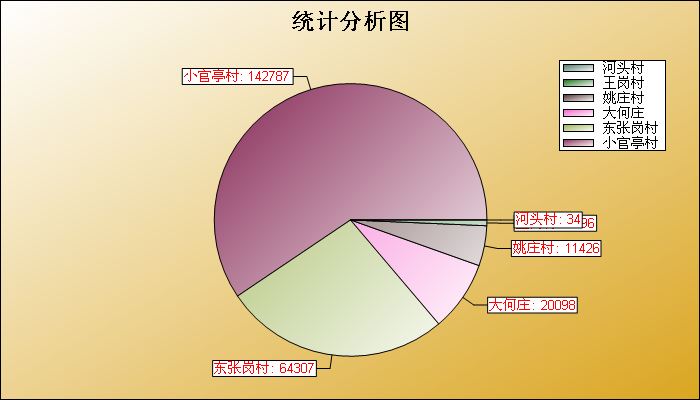 统计分析图
小官亭村: 142787
河头村
王岗村
姚庄村
大何庄
东张岗村
小官亭村
河头村: 34
96
姚庄村: 11426
大何庄: 20098
东张岗村: 64307